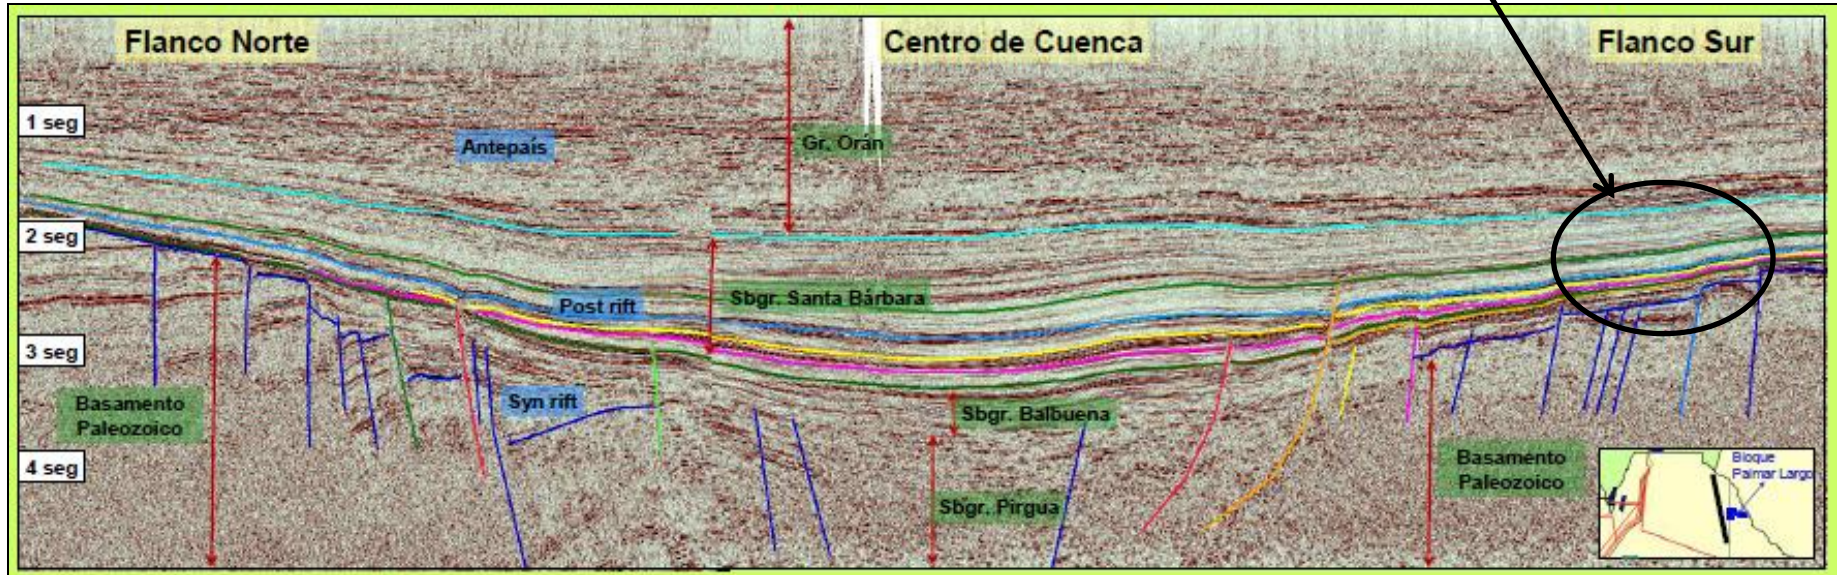 Flanco Norte
Centro de Cuenca
Flanco Sur
1 seg
Antepaís
Gr. Orán
2 seg
Post rift
Sbgr. Santa Bárbara
3 seg
Basamento
Paleozoico
Syn rift
Sbgr. Balbuena
4 seg
Sbgr. Pirgua
Basamento
Paleozoico
Bloque
Palmar Largo